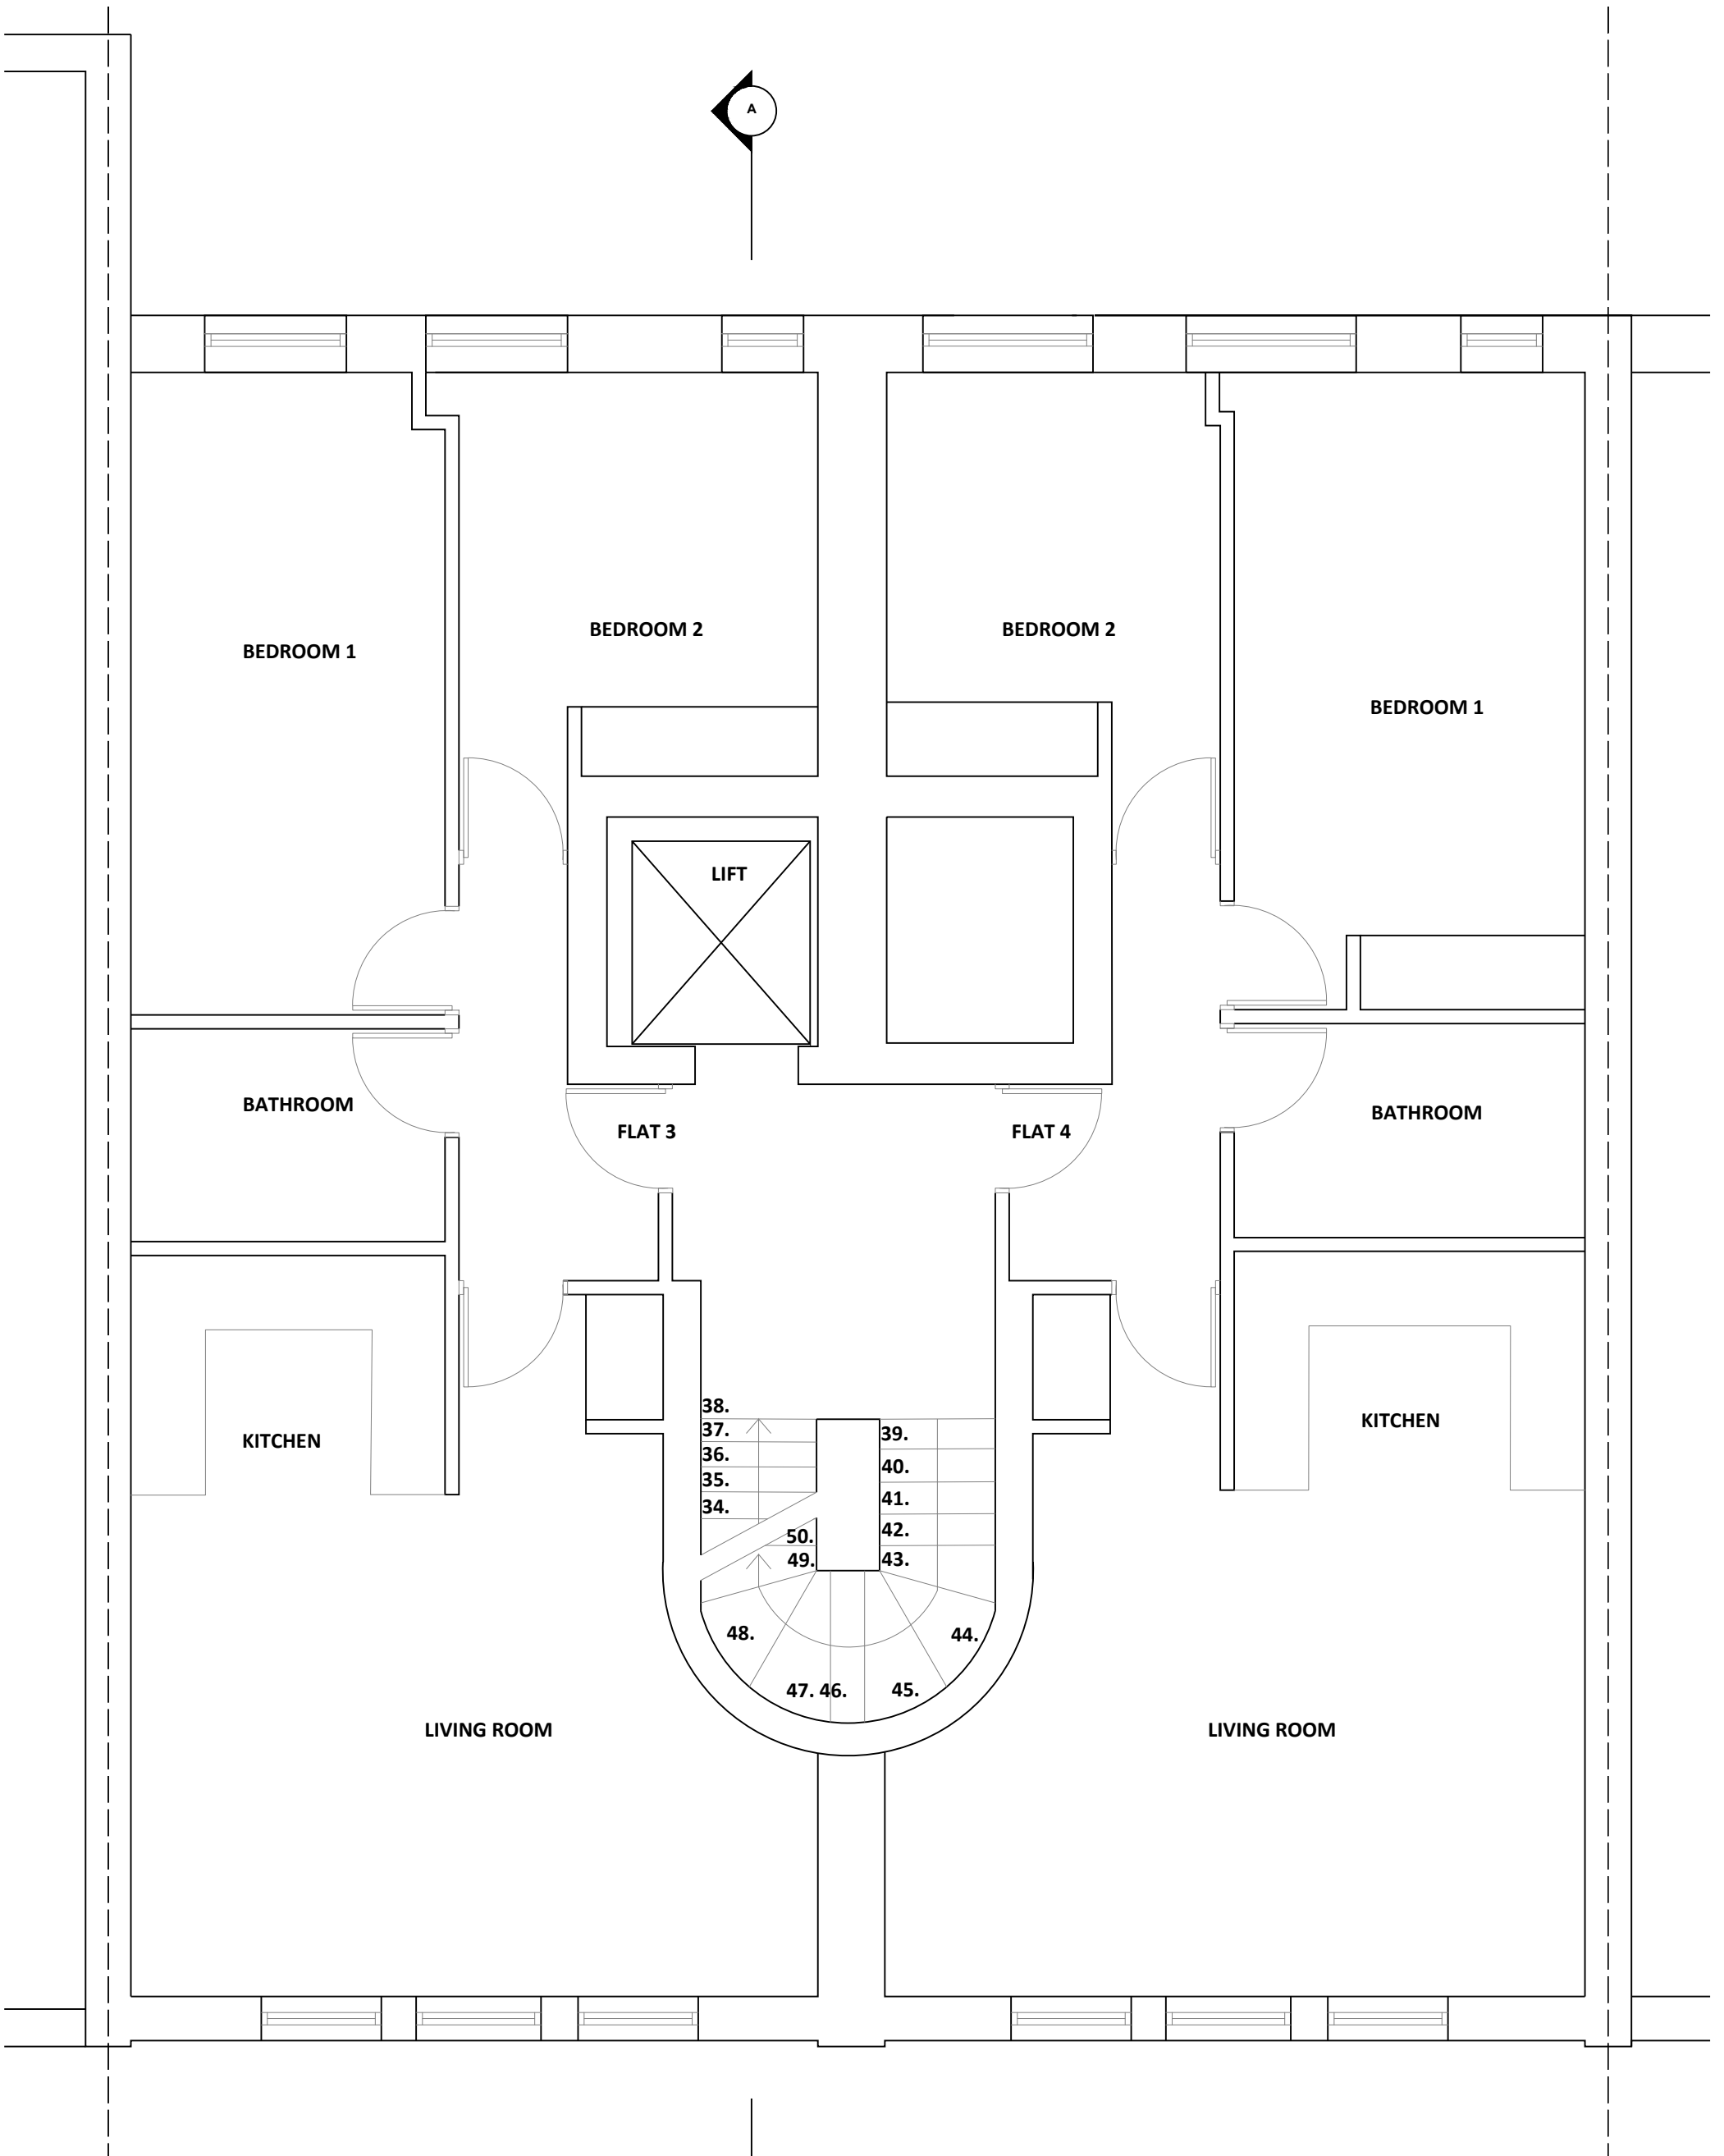 A
BEDROOM 2
BEDROOM 2
BEDROOM 1
BEDROOM 1
LIFT
BATHROOM
BATHROOM
FLAT 3
FLAT 4
38.
37.
39.
KITCHEN
KITCHEN
36.
40.
35.
41.
34.
42.
50.
49.
43.
48.
44.
47. 46.
45.
LIVING ROOM
LIVING ROOM